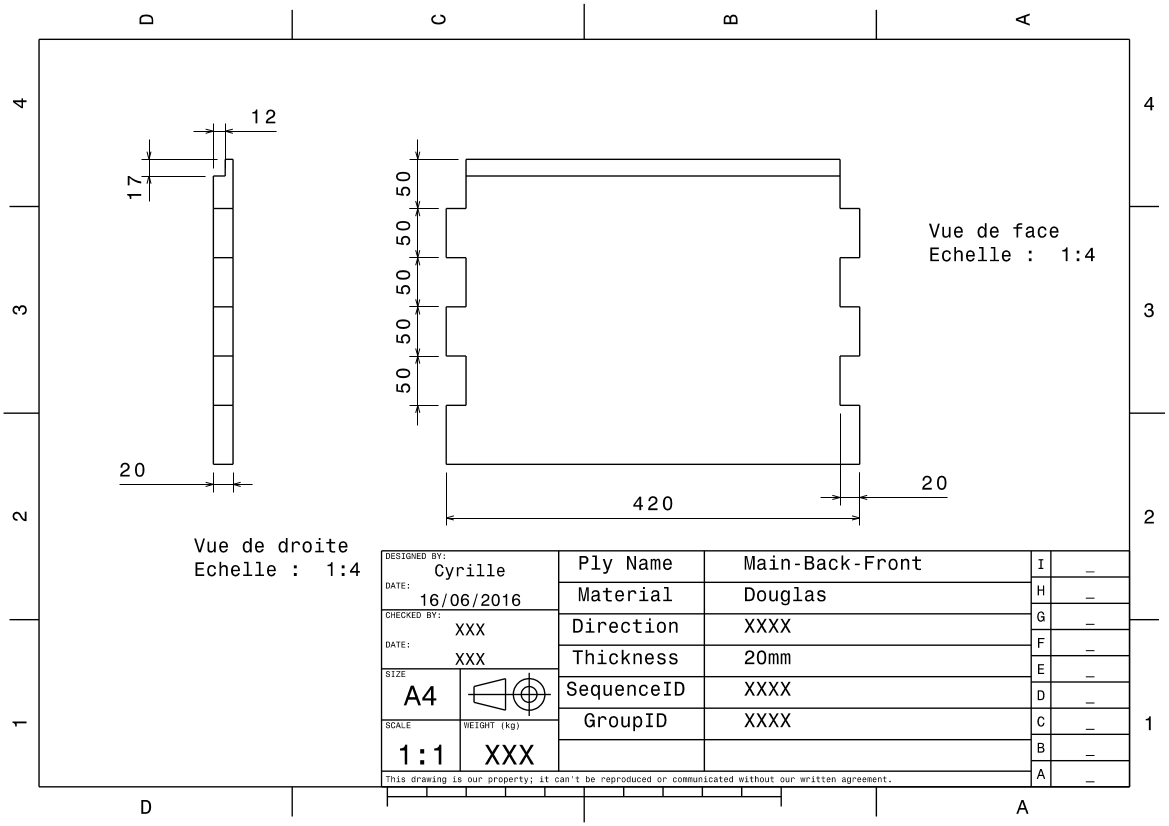 D C B A
4 4
12
17
50
50
50
50
50
Vue de face
Echelle :  1:4
3 3
20
420
20
2 2
Vue de droite
Echelle :  1:4
DESIGNED BY:
Cyrille
DATE:
16/06/2016
CHECKED BY:
XXX
DATE:
XXX
SIZE
A4
SCALE
1:1
WEIGHT (kg)
XXX
Ply Name Main-Back-Front
Material Douglas
Direction XXXX
Thickness 20mm
SequenceID XXXX
GroupID XXXX
I _
H _
G _
F _
E _
D _
C _
B _
A _
This drawing is our property; it can't be reproduced or communicated without our written agreement.
1 1
D A